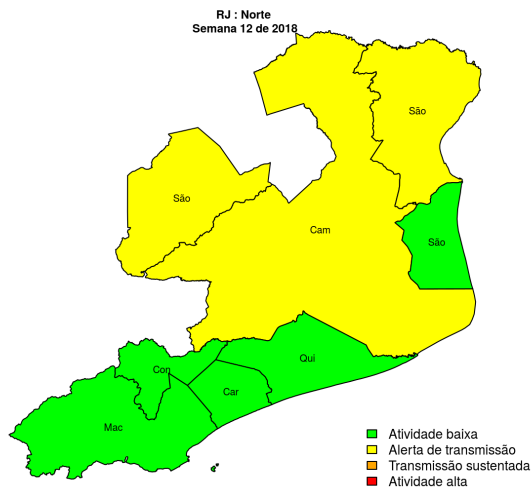 RJ : Norte
Semana 12 de 2018
São
São
Cam
São
Qui
Con
Car
Mac
Atividade baixa
Alerta de transmissão
Transmissão sustentada
Atividade alta